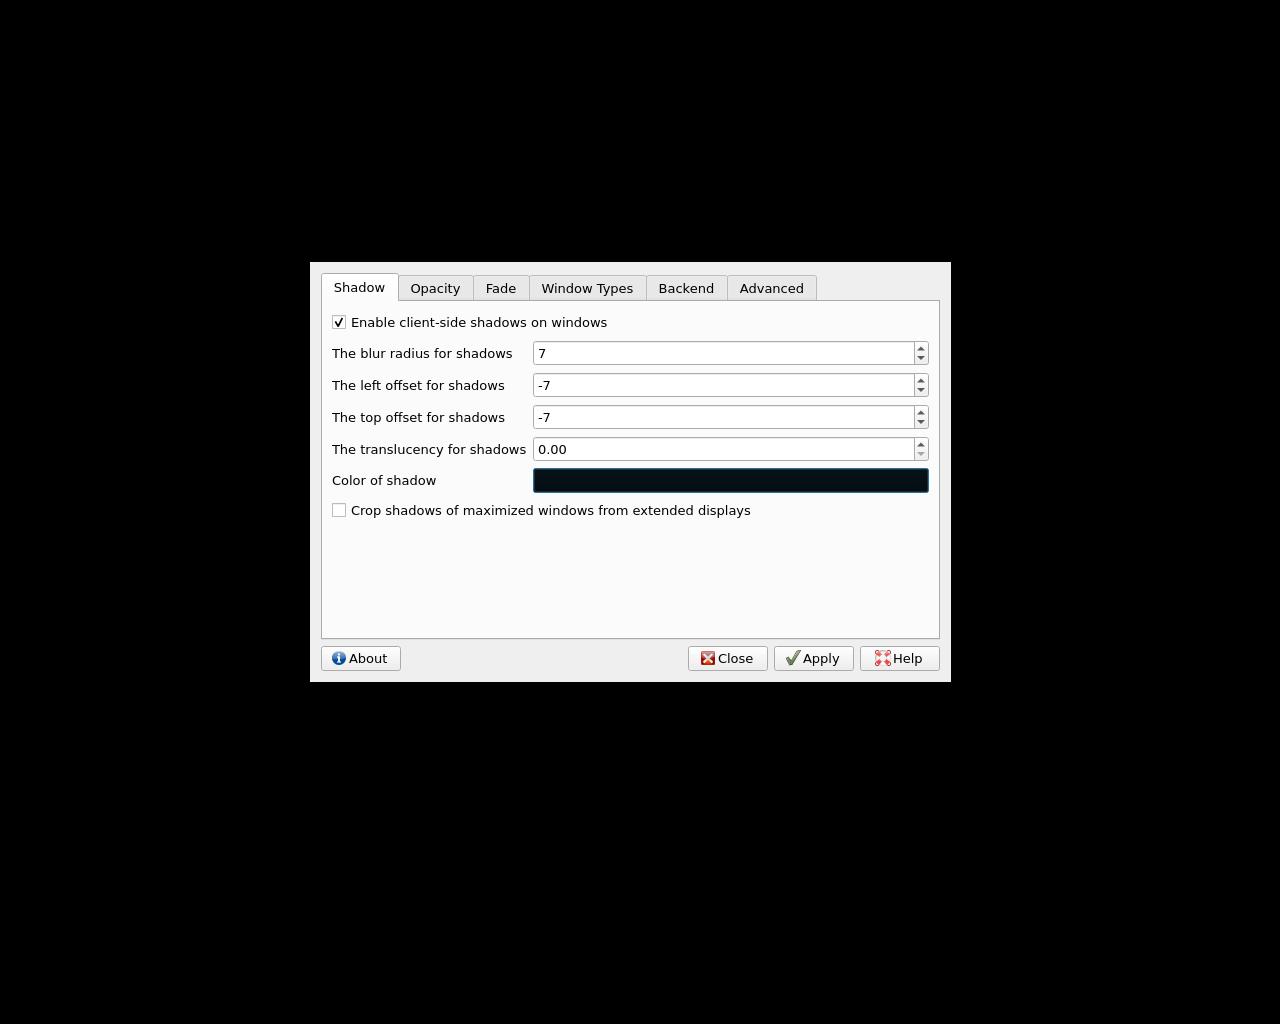 Shadow Opacity Fade Window Types Backend Advanced
Enable client-side shadows on windows
The blur radius for shadows 7
The left offset for shadows -7
The top offset for shadows -7
The translucency for shadows 0.00
Color of shadow
Crop shadows of maximized windows from extended displays
About Close Apply Help